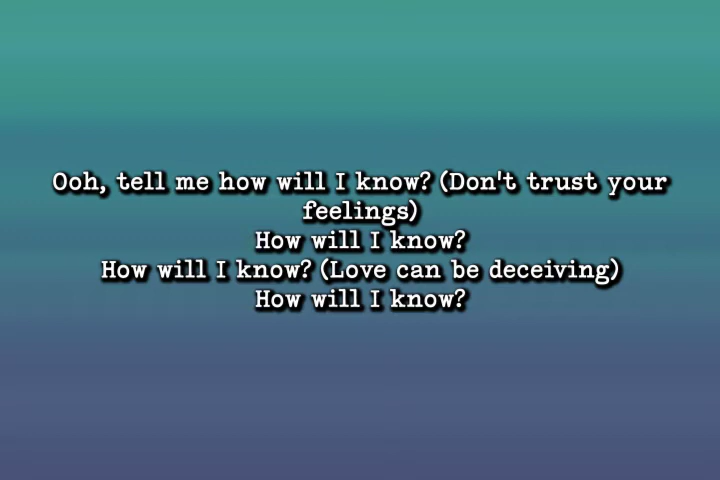 Ooh, tell me how will I know? (Don't trust your
feelings)
How will I know?
How will I know? (Love can be deceiving)
How will I know?